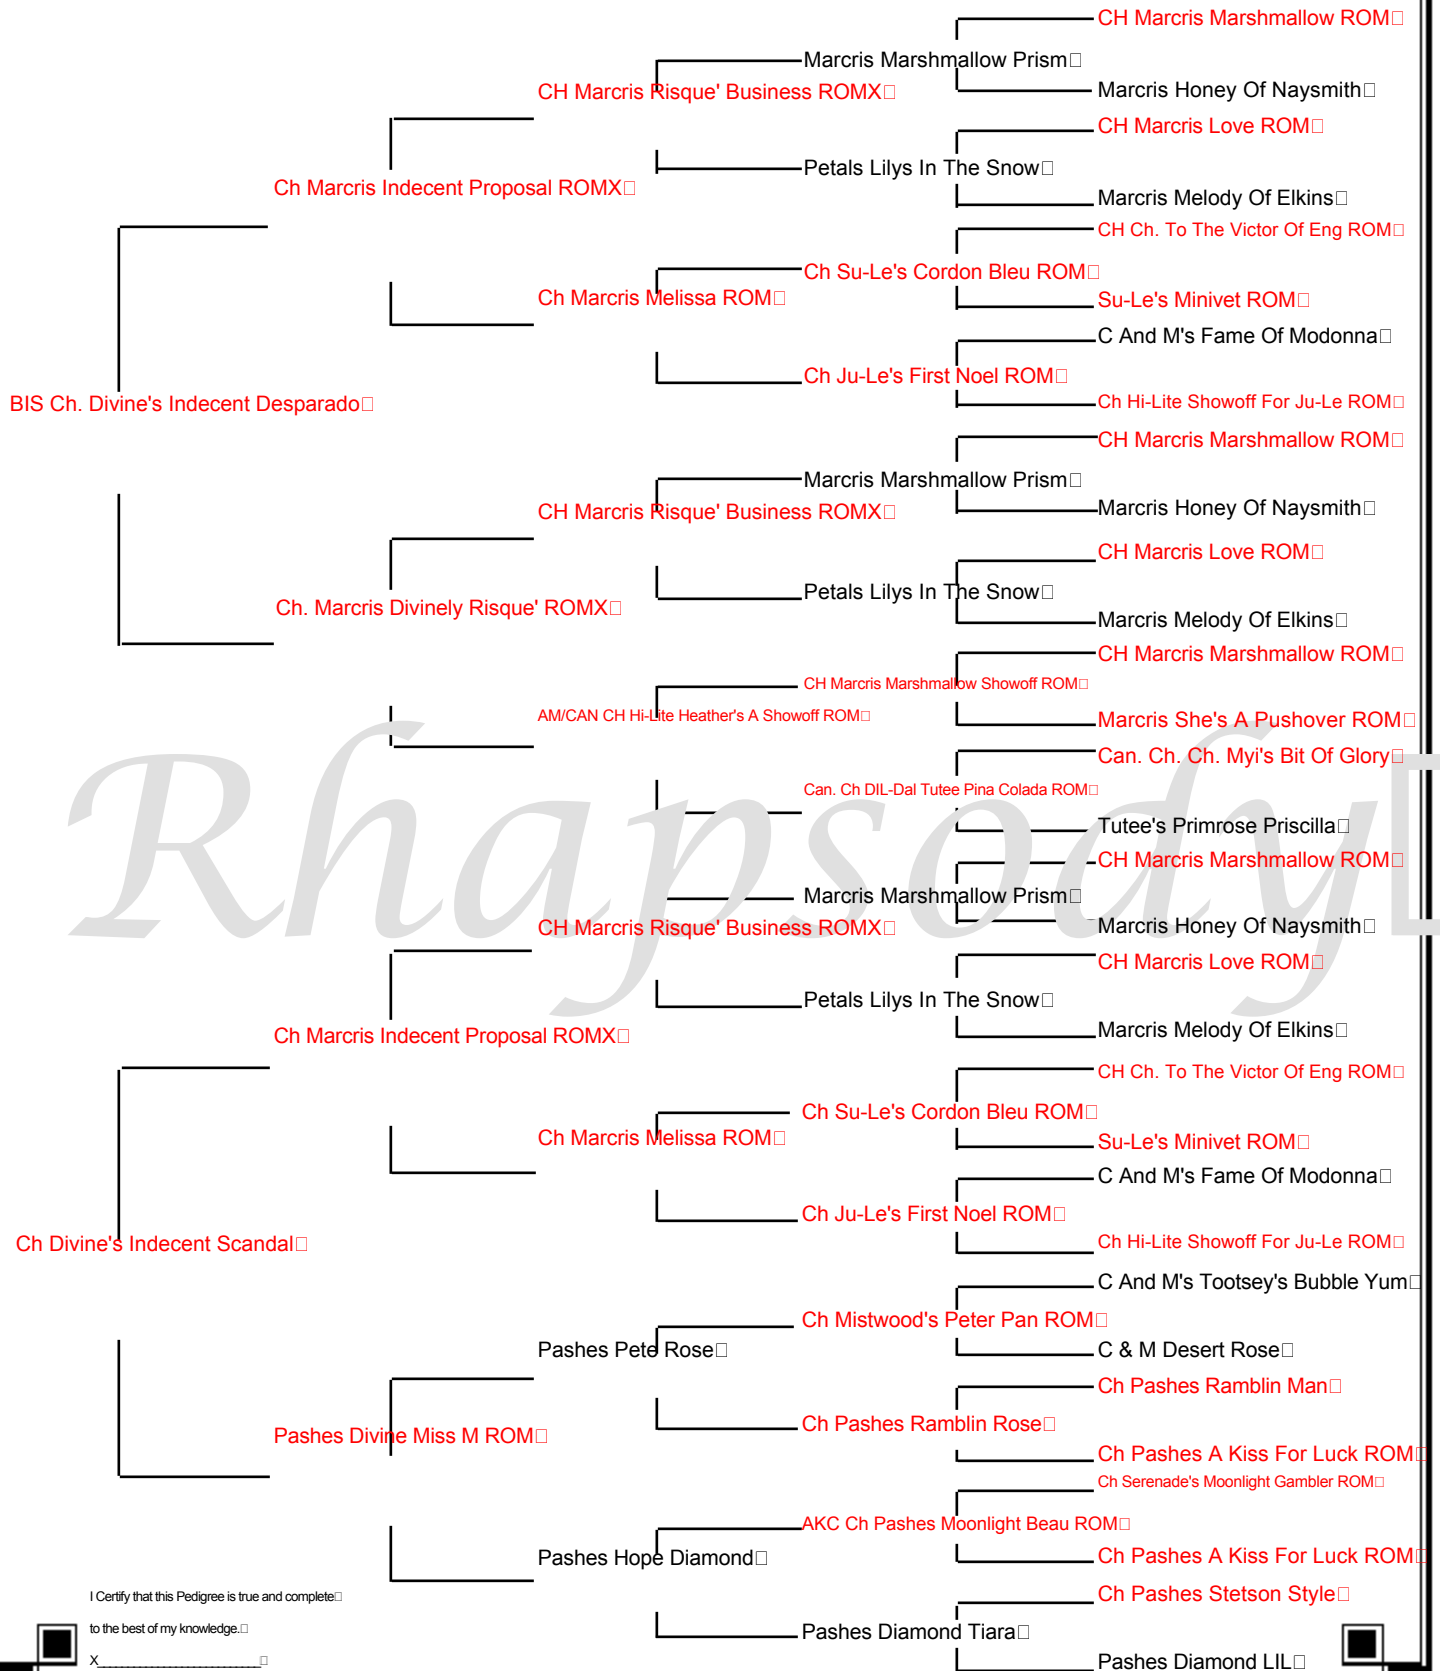 CH Marcris Marshmallow ROM
Marcris Marshmallow Prism
CH Marcris Risque' Business ROMX
Marcris Honey Of Naysmith
CH Marcris Love ROM
Petals Lilys In The Snow
Ch Marcris Indecent Proposal ROMX
Marcris Melody Of Elkins
CH Ch. To The Victor Of Eng ROM
Ch Su-Le's Cordon Bleu ROM
Ch Marcris Melissa ROM
Su-Le's Minivet ROM
C And M's Fame Of Modonna
Ch Ju-Le's First Noel ROM
BIS Ch. Divine's Indecent Desparado
Ch Hi-Lite Showoff For Ju-Le ROM
CH Marcris Marshmallow ROM
Marcris Marshmallow Prism
CH Marcris Risque' Business ROMX
Marcris Honey Of Naysmith
CH Marcris Love ROM
Petals Lilys In The Snow
Ch. Marcris Divinely Risque' ROMX
Marcris Melody Of Elkins
CH Marcris Marshmallow ROM
CH Marcris Marshmallow Showoff ROM
AM/CAN CH Hi-Lite Heather's A Showoff ROM
Marcris She's A Pushover ROM
Can. Ch. Ch. Myi's Bit Of Glory
Can. Ch DIL-Dal Tutee Pina Colada ROM
Tutee's Primrose Priscilla
Rhapsody
CH Marcris Marshmallow ROM
Marcris Marshmallow Prism
CH Marcris Risque' Business ROMX
Marcris Honey Of Naysmith
CH Marcris Love ROM
Petals Lilys In The Snow
Ch Marcris Indecent Proposal ROMX
Marcris Melody Of Elkins
CH Ch. To The Victor Of Eng ROM
Ch Su-Le's Cordon Bleu ROM
Ch Marcris Melissa ROM
Su-Le's Minivet ROM
C And M's Fame Of Modonna
Ch Ju-Le's First Noel ROM
Ch Divine's Indecent Scandal
Ch Hi-Lite Showoff For Ju-Le ROM
C And M's Tootsey's Bubble Yum
Ch Mistwood's Peter Pan ROM
Pashes Pete Rose
C & M Desert Rose
Ch Pashes Ramblin Man
Ch Pashes Ramblin Rose
Pashes Divine Miss M ROM
Ch Pashes A Kiss For Luck ROM
Ch Serenade's Moonlight Gambler ROM
AKC Ch Pashes Moonlight Beau ROM
Pashes Hope Diamond
Ch Pashes A Kiss For Luck ROM
Ch Pashes Stetson Style
Pashes Diamond Tiara
Pashes Diamond LIL
I Certify that this Pedigree is true and complete
to the best of my knowledge.
X__________________________